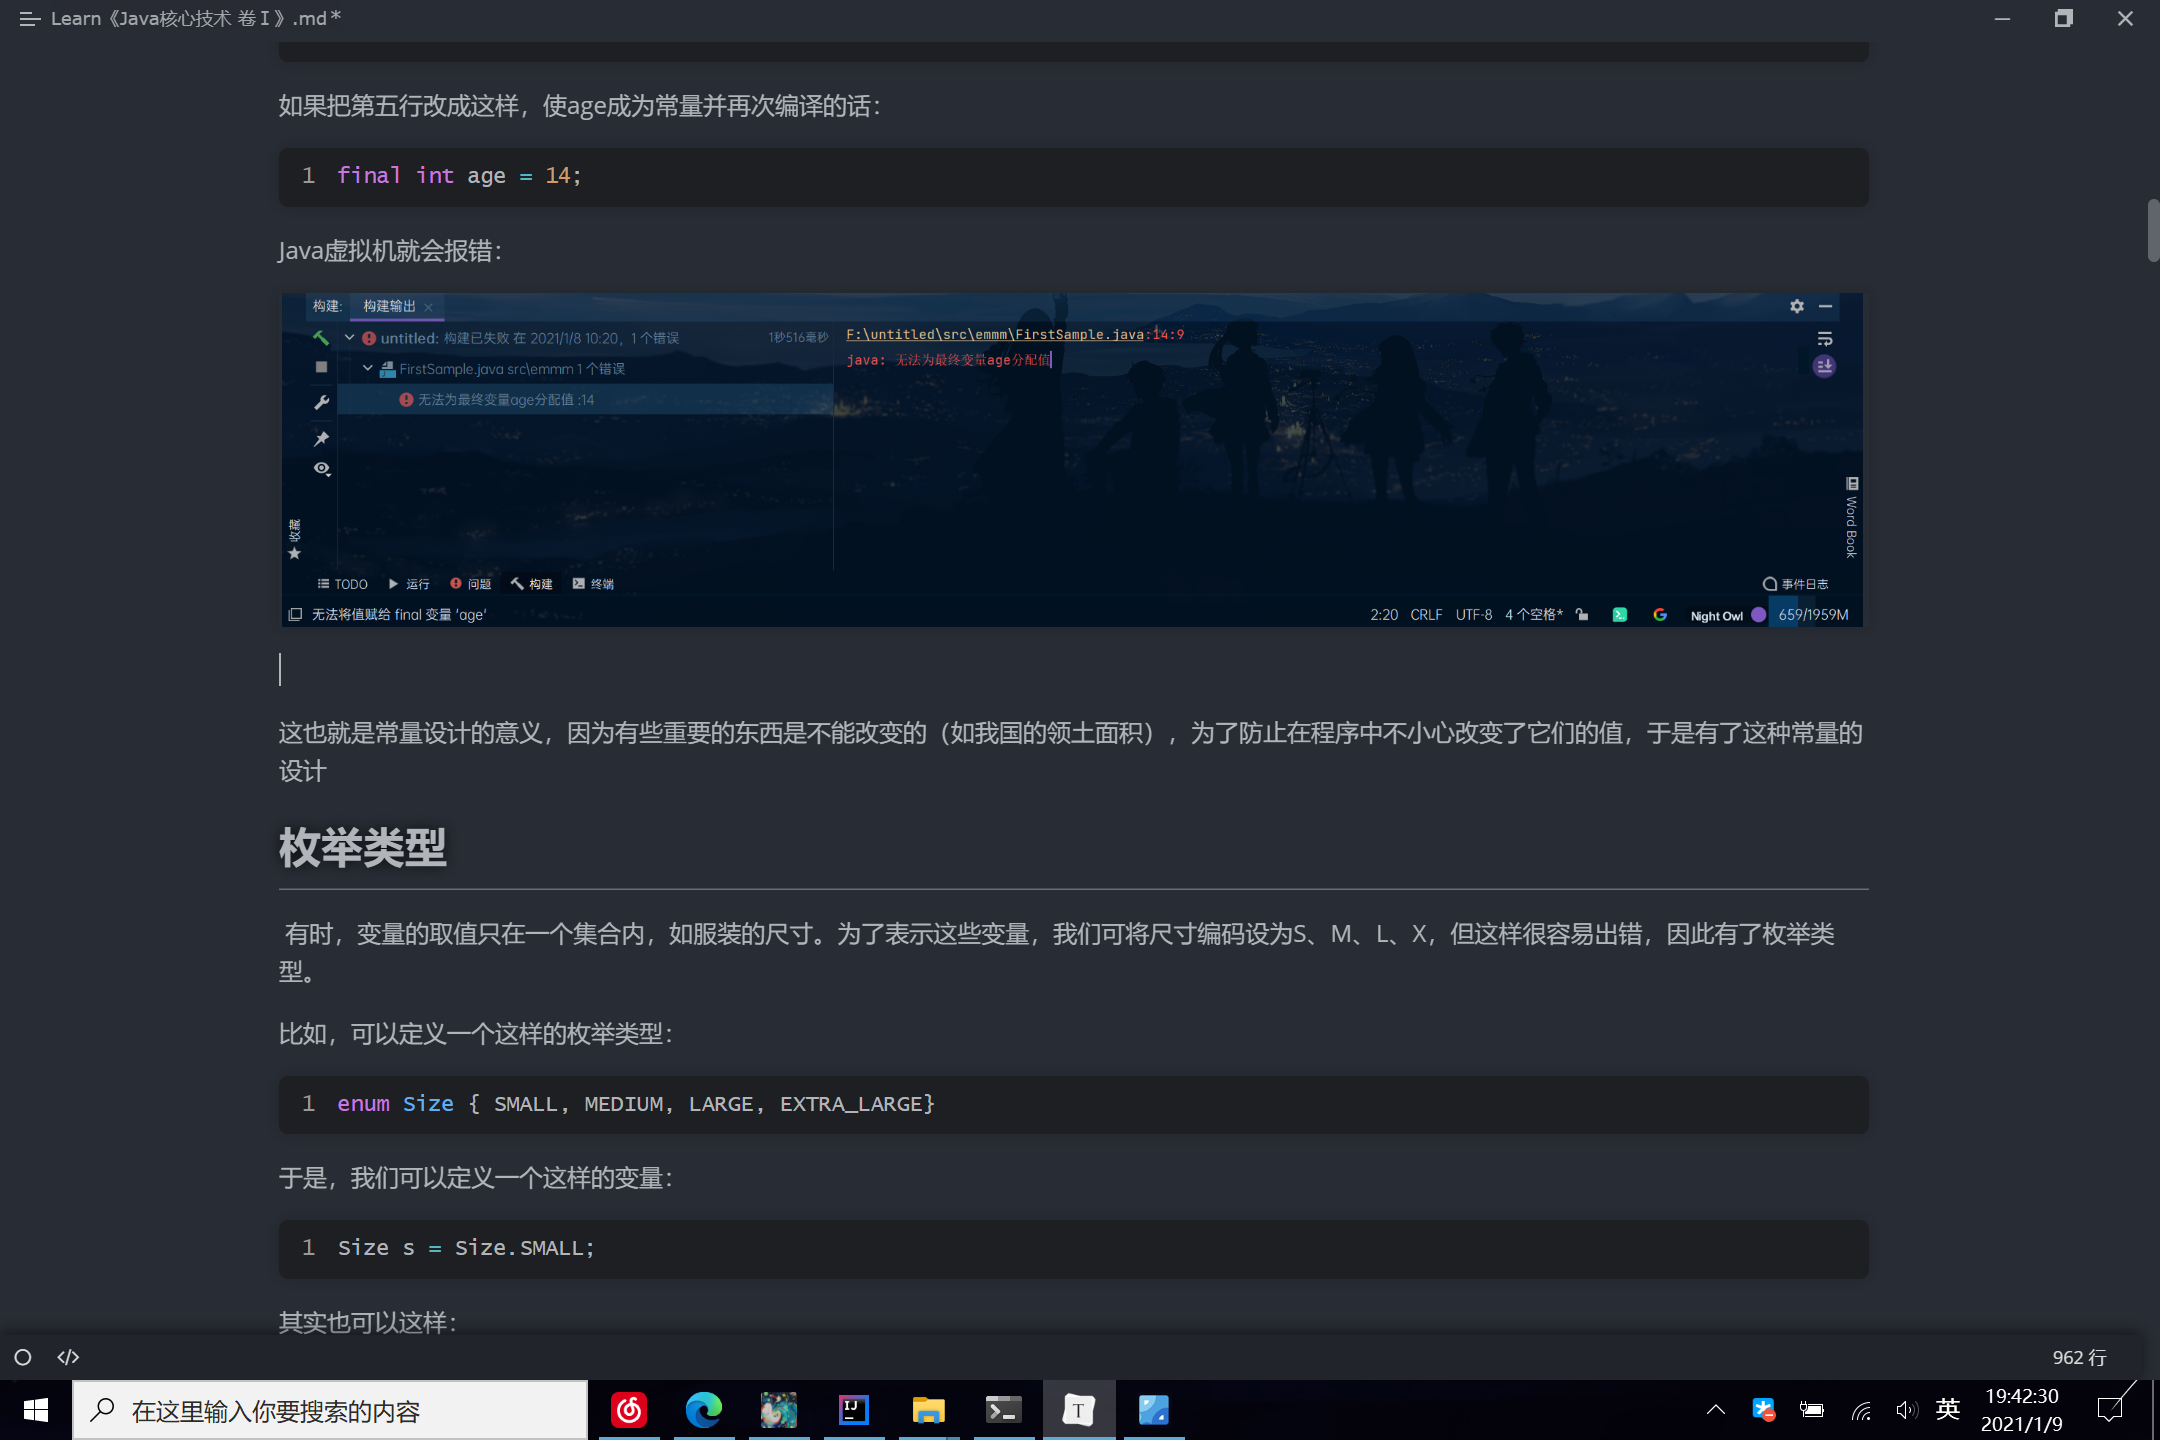 Learn《Java核心技术 卷Ⅰ》.md*
如果把第五行改成这样，使age成为常量并再次编译的话：
1 final int age = 14;
Java虚拟机就会报错：
构建: 构建输出
untitled: 构建已失败 在 2021/1/8 10:20，1 个错误 1秒516毫秒
FirstSample.java src\emmm 1 个错误
无法为最终变量age分配值 :14
F:\untitled\src\emmm\FirstSample.java:14:9
java: 无法为最终变量age分配值
收藏
Word Book
TODO 运行 问题 构建 终端 事件日志
无法将值赋给 final 变量 'age' 2:20 CRLF UTF-8 4 个空格* Night Owl 659/1959M
这也就是常量设计的意义，因为有些重要的东西是不能改变的（如我国的领土面积），为了防止在程序中不小心改变了它们的值，于是有了这种常量的
设计
枚举类型
有时，变量的取值只在一个集合内，如服装的尺寸。为了表示这些变量，我们可将尺寸编码设为S、M、L、X，但这样很容易出错，因此有了枚举类
型。
比如，可以定义一个这样的枚举类型：
1 enum Size { SMALL, MEDIUM, LARGE, EXTRA_LARGE}
于是，我们可以定义一个这样的变量：
1 Size s = Size.SMALL;
其实也可以这样：
962 行
在这里输入你要搜索的内容
英
19:42:30
2021/1/9